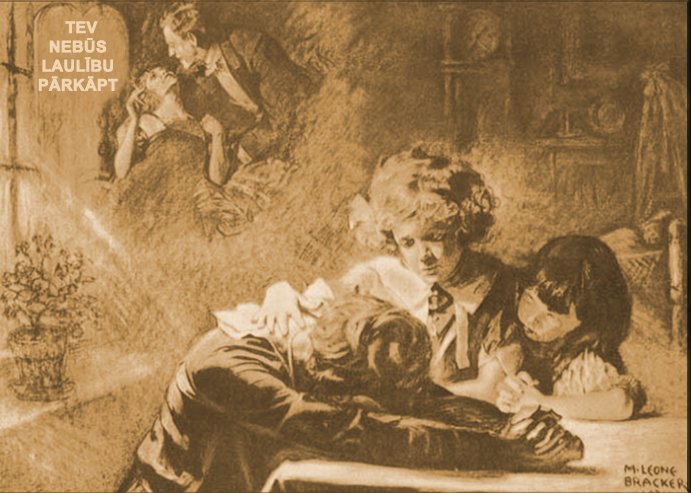 TEV
NEBŪS
LAULĪBU
PĀRKĀPT
M·LEONE
BRACKER